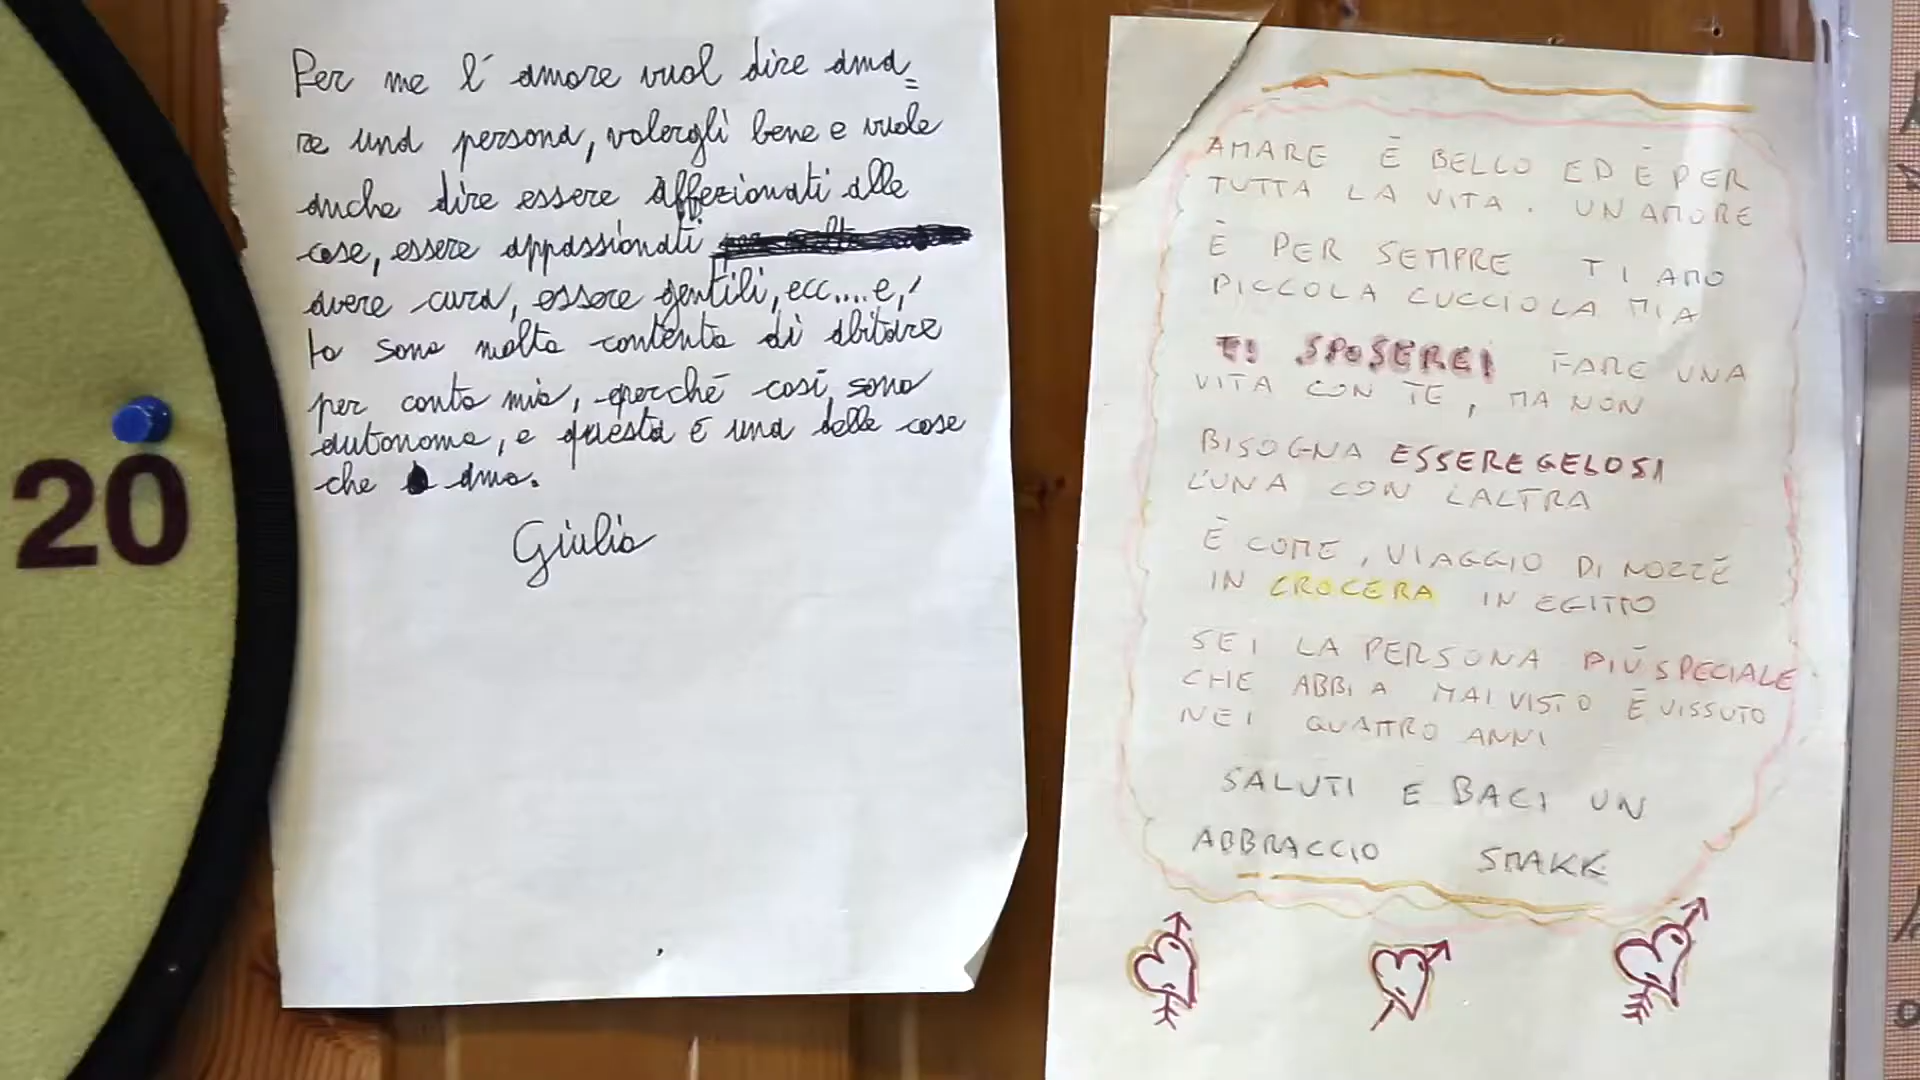 20
Per me l'amore vuol dire ama=
re una persona, volergli bene e vuole
anche dire essere affezionati alle
cose, essere appassionati
avere cura, essere gentili, ecc.... e,
Io sono molto contenta di abitare
per conto mio, perché così, sono
autonoma, e questa è una delle cose
che amo.
Giulia
AMARE È BELLO ED È PER
TUTTA LA VITA. UN AMORE
È PER SEMPRE TI AMO
PICCOLA CUCCIOLA MIA
TI SPOSEREI FARE UNA
VITA CON TE, MA NON
BISOGNA ESSERE GELOSI
L'UNA CON L'ALTRA
È COME, VIAGGIO DI NOZZE
IN CROCERA IN EGITTO
SEI LA PERSONA PIÙ SPECIALE
CHE ABBIA MAI VISTO È VISSUTO
NEI QUATTRO ANNI
SALUTI E BACI UN
ABBRACCIO SMAKK